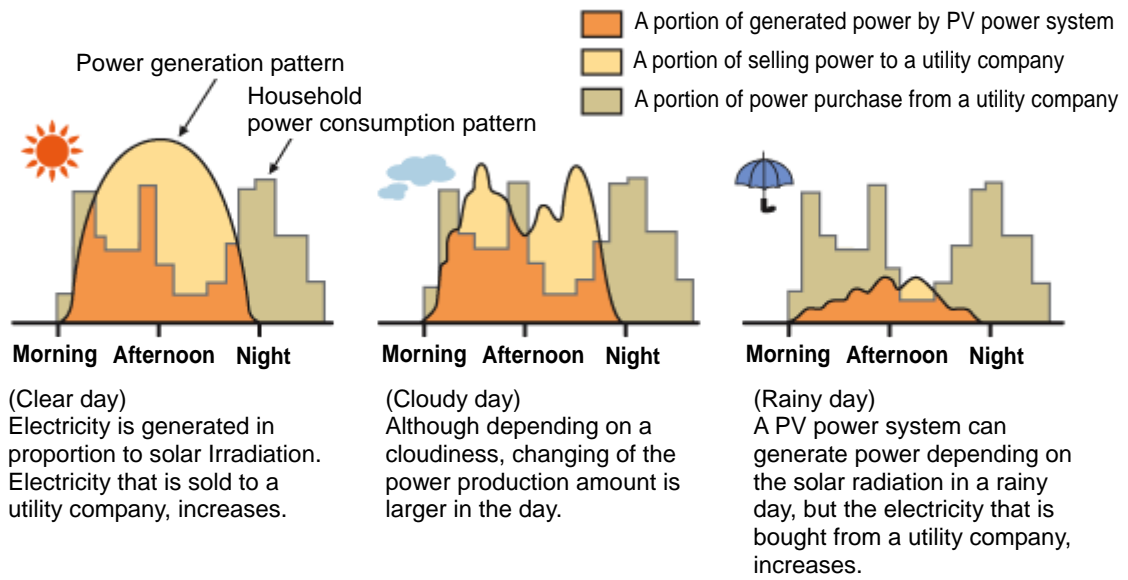 A portion of generated power by PV power system
A portion of selling power to a utility company
A portion of power purchase from a utility company
Power generation pattern
Household
power consumption pattern
Morning Afternoon Night
Morning Afternoon Night
Morning Afternoon Night
(Clear day)
Electricity is generated in
proportion to solar Irradiation.
Electricity that is sold to a
utility company, increases.
(Cloudy day)
Although depending on a
cloudiness, changing of the
power production amount is
larger in the day.
(Rainy day)
A PV power system can
generate power depending on
the solar radiation in a rainy
day, but the electricity that is
bought from a utility company,
increases.